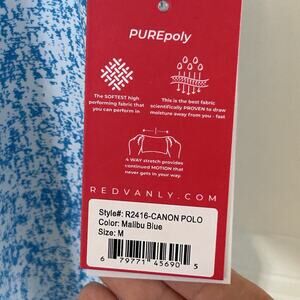 PUREpoly
The SOFTEST high
performing fabric that
you can perform in
This is the best fabric
scientifically PROVEN to draw
moisture away from you - fast
4 WAY stretch provides
continued MOTION that
never gets in your way
REDVANLY.COM
Style#: R2416-CANON POLO
Color: Malibu Blue
Size: M
6 79771 45690 5